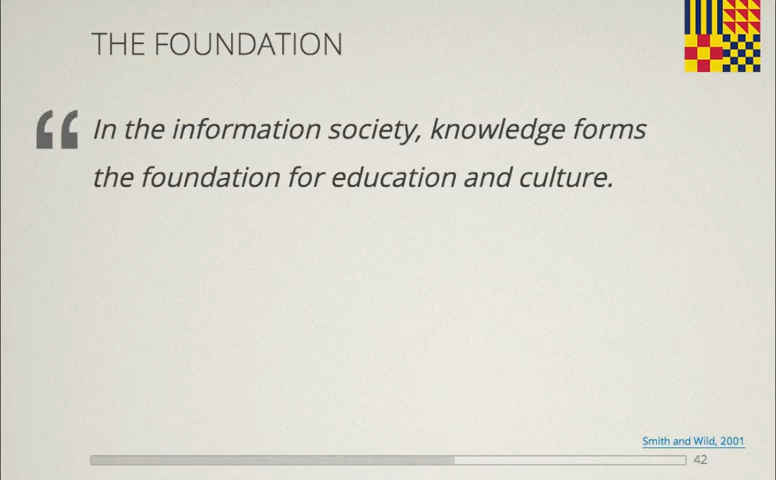 THE FOUNDATION
“ In the information society, knowledge forms
the foundation for education and culture.
Smith and Wild, 2001
42